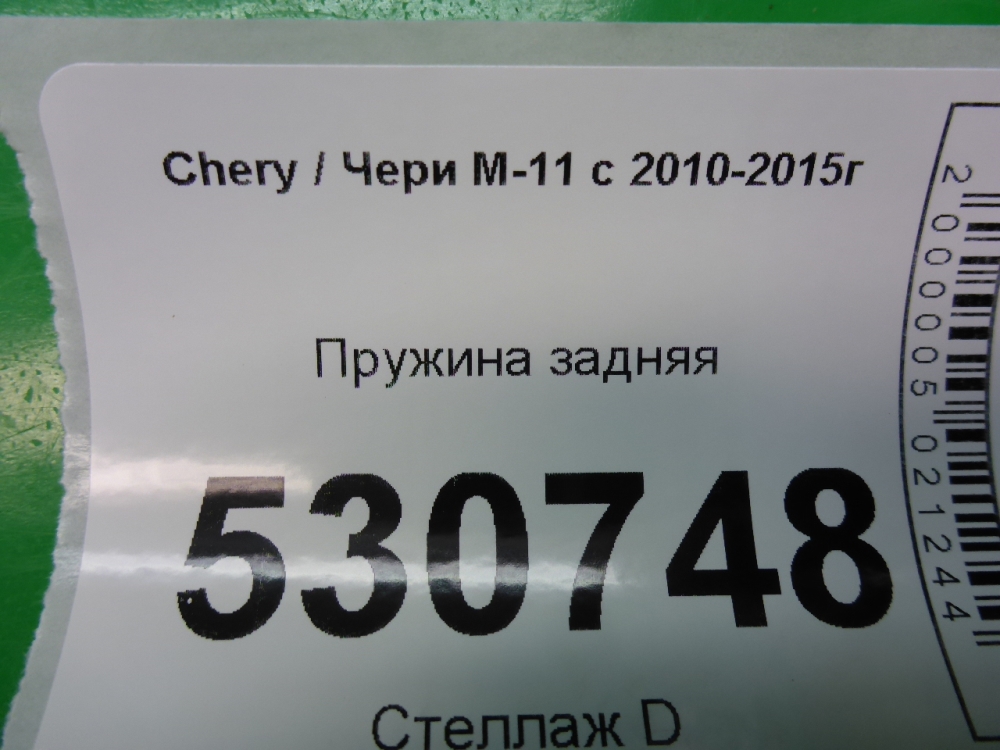 Chery / Чери М-11 с 2010-2015г
Пружина задняя
530748
Стеллаж D
2000005021244